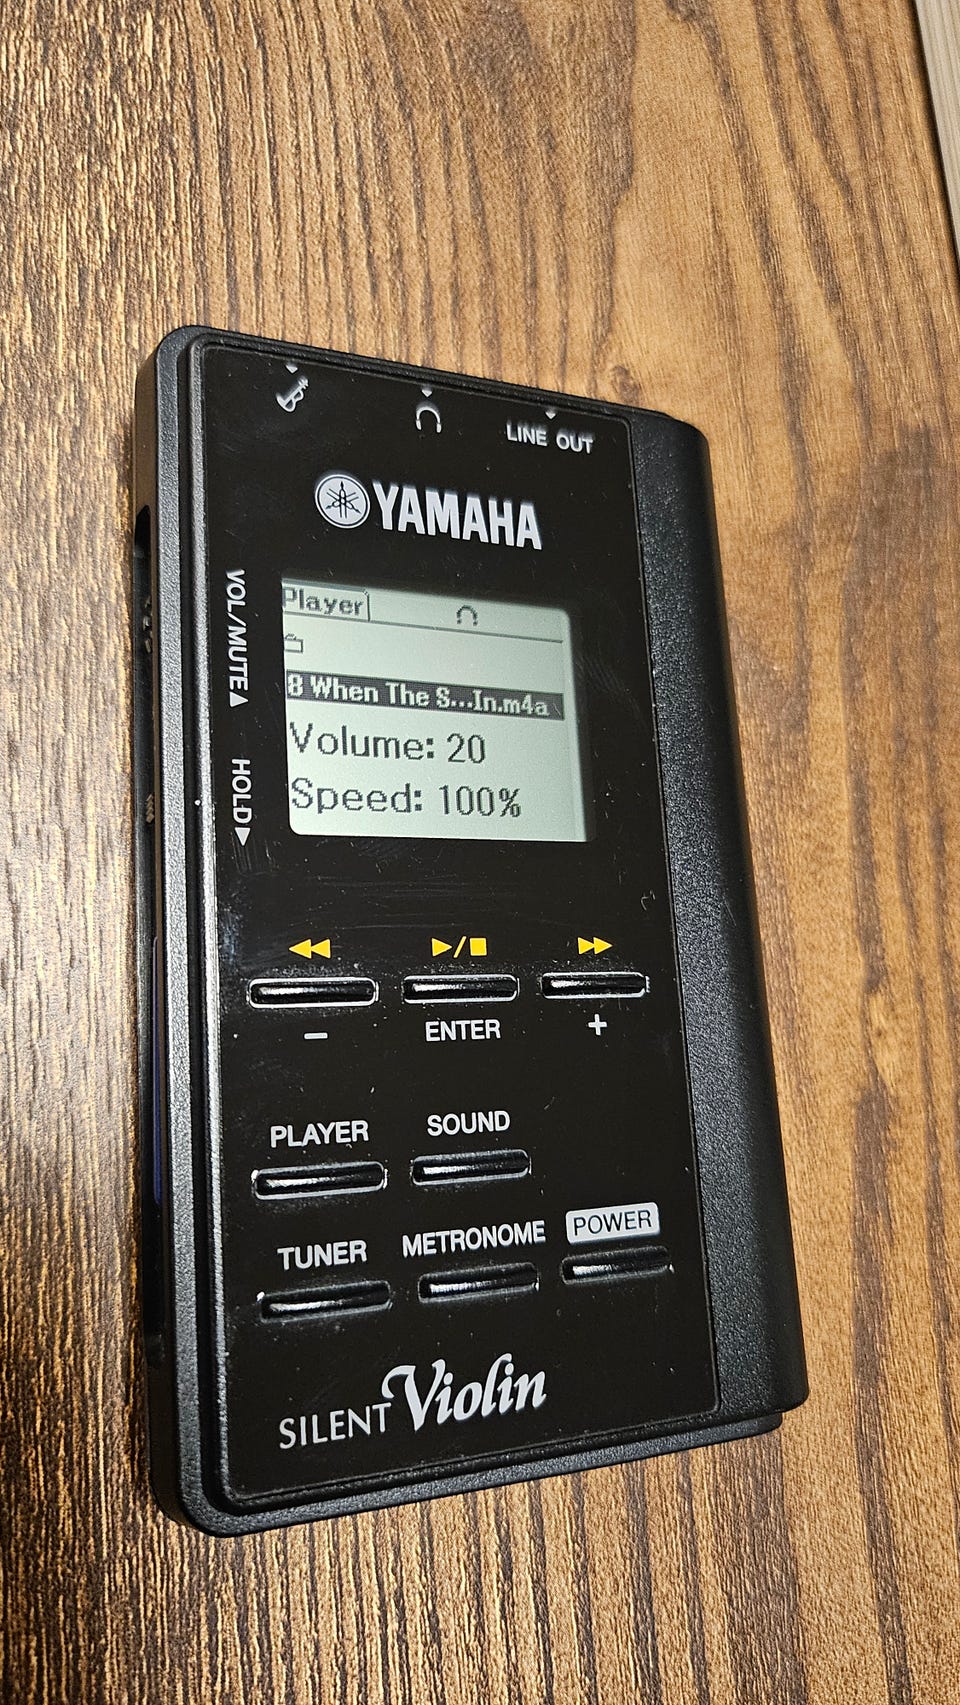 LINE OUT
YAMAHA
VOL/MUTE▲
HOLD▼
Player
8 When The S...In.m4a
Volume: 20
Speed: 100%
− ENTER +
PLAYER SOUND
TUNER METRONOME POWER
SILENT Violin